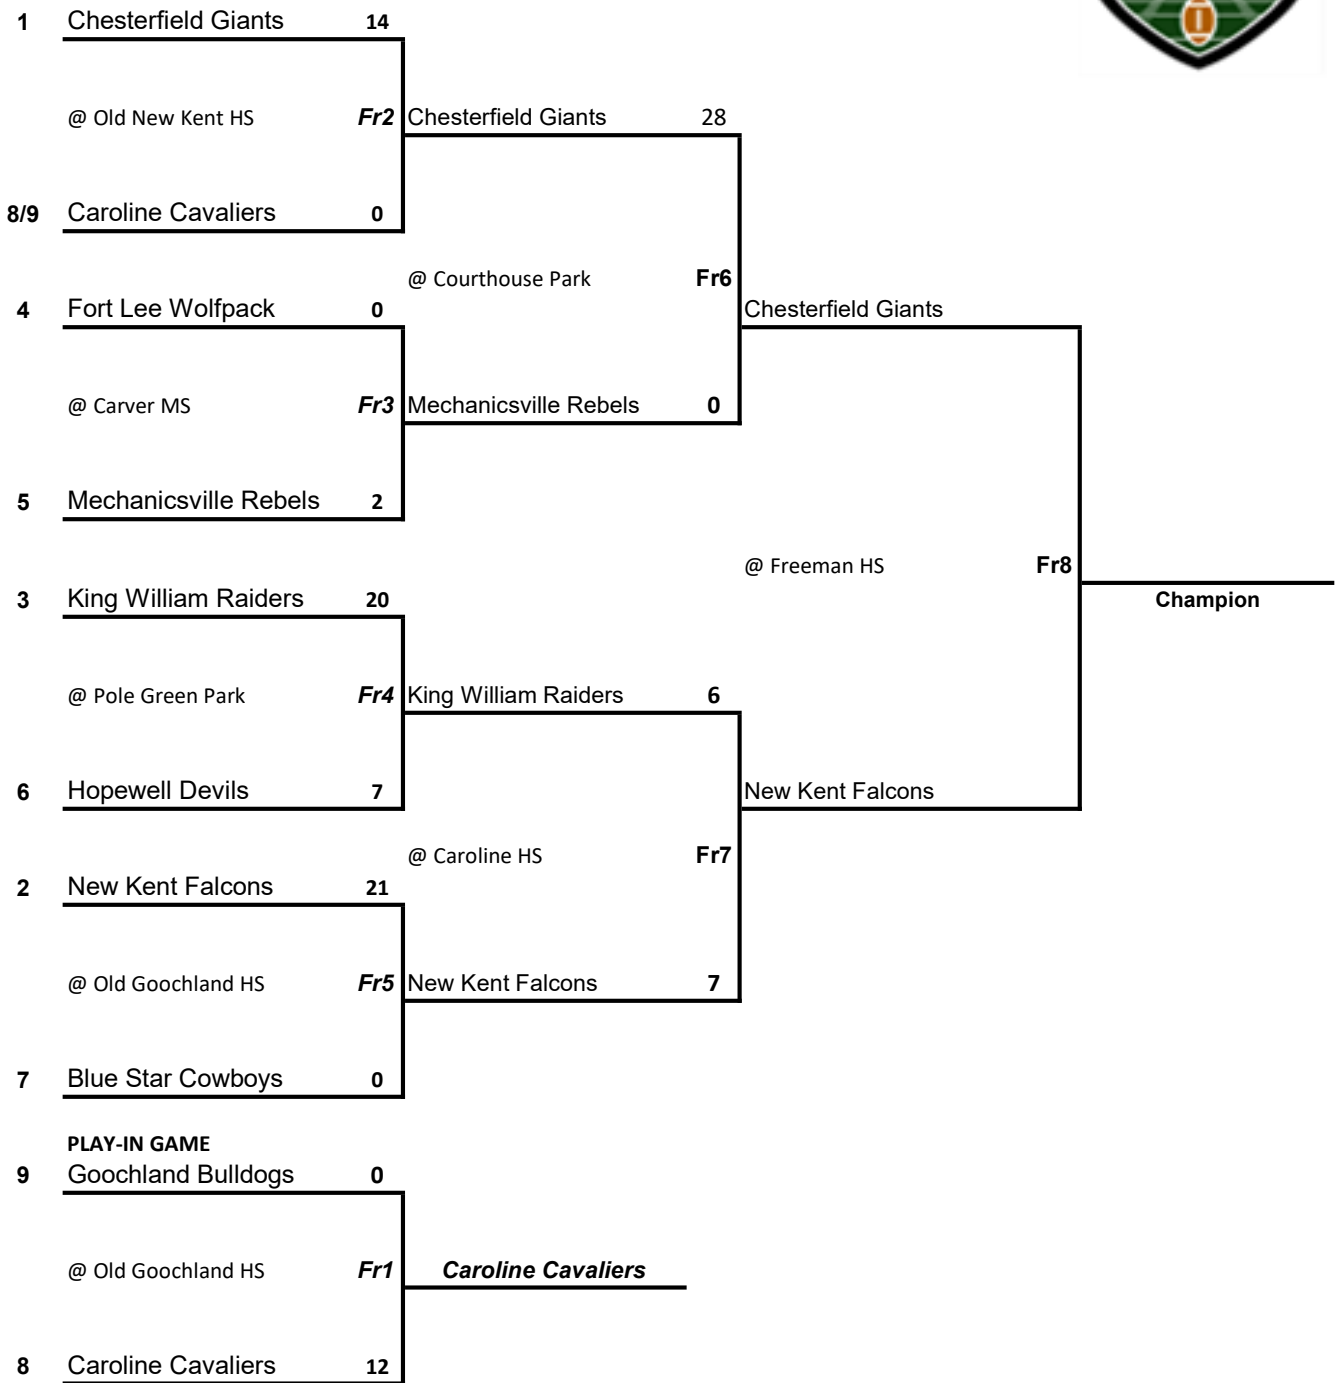 1 Chesterfield Giants 14
@ Old New Kent HS Fr2 Chesterfield Giants 28
8/9 Caroline Cavaliers 0
@ Courthouse Park Fr6
4 Fort Lee Wolfpack 0 Chesterfield Giants
@ Carver MS Fr3 Mechanicsville Rebels 0
5 Mechanicsville Rebels 2
@ Freeman HS Fr8
3 King William Raiders 20 Champion
@ Pole Green Park Fr4 King William Raiders 6
6 Hopewell Devils 7 New Kent Falcons
@ Caroline HS Fr7
2 New Kent Falcons 21
@ Old Goochland HS Fr5 New Kent Falcons 7
7 Blue Star Cowboys 0
PLAY-IN GAME
9 Goochland Bulldogs 0
@ Old Goochland HS Fr1 Caroline Cavaliers
8 Caroline Cavaliers 12